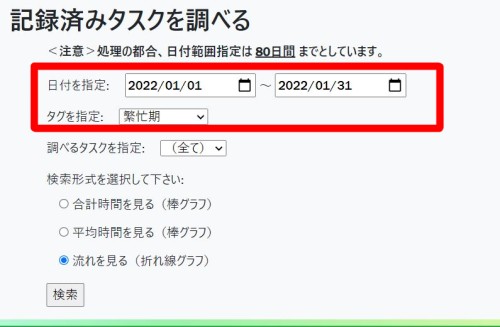 記録済みタスクを調べる
＜注意＞処理の都合、日付範囲指定は 80日間 までとしています。
日付を指定: 2022/01/01 ～ 2022/01/31
タグを指定: 繁忙期
調べるタスクを指定: （全て）
検索形式を選択して下さい:
合計時間を見る（棒グラフ）
平均時間を見る（棒グラフ）
流れを見る（折れ線グラフ）
検索